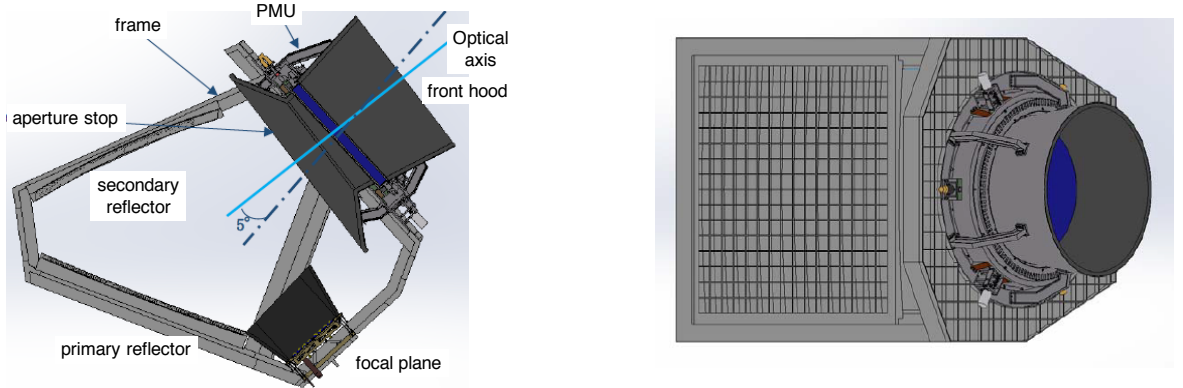 PMU
frame
Optical
axis
front hood
aperture stop
secondary
reflector
5°
primary reflector
focal plane